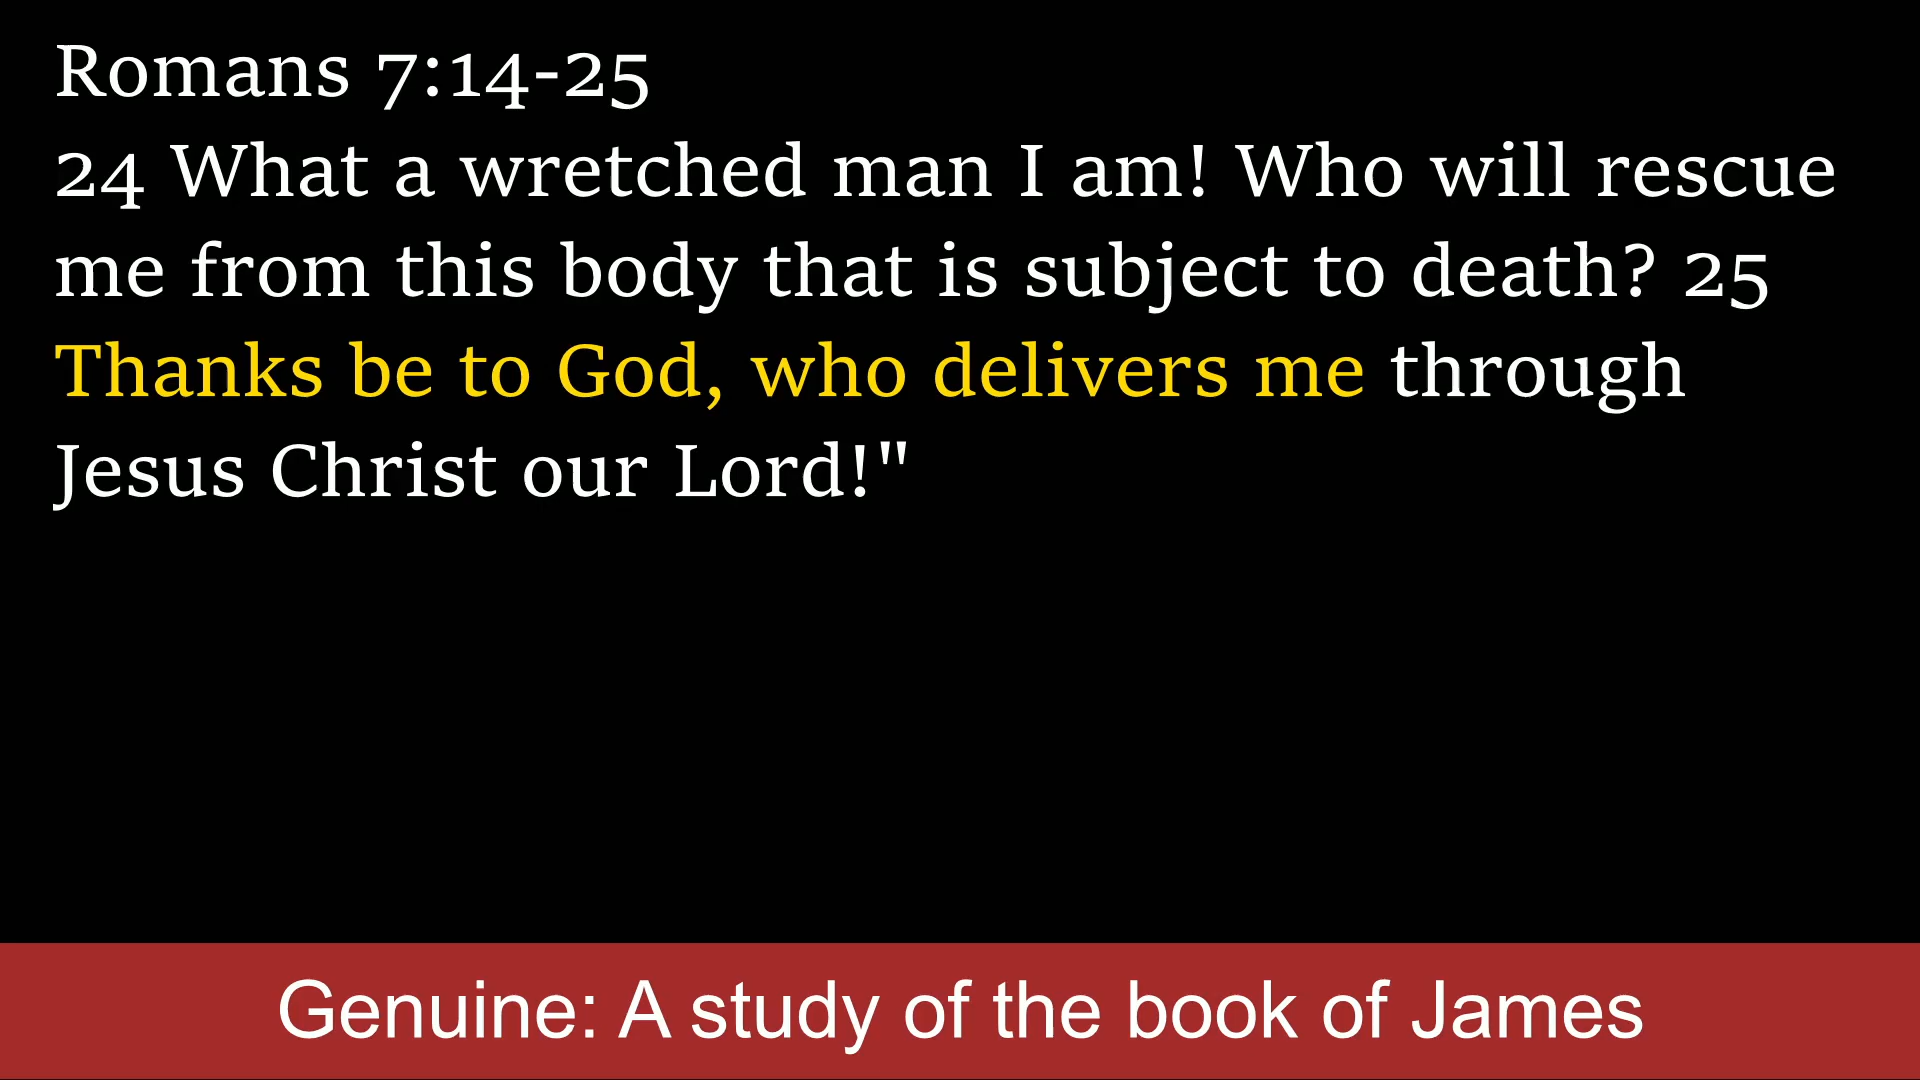 Romans 7:14-25
24 What a wretched man I am! Who will rescue
me from this body that is subject to death? 25
Thanks be to God, who delivers me through
Jesus Christ our Lord!"
Genuine: A study of the book of James